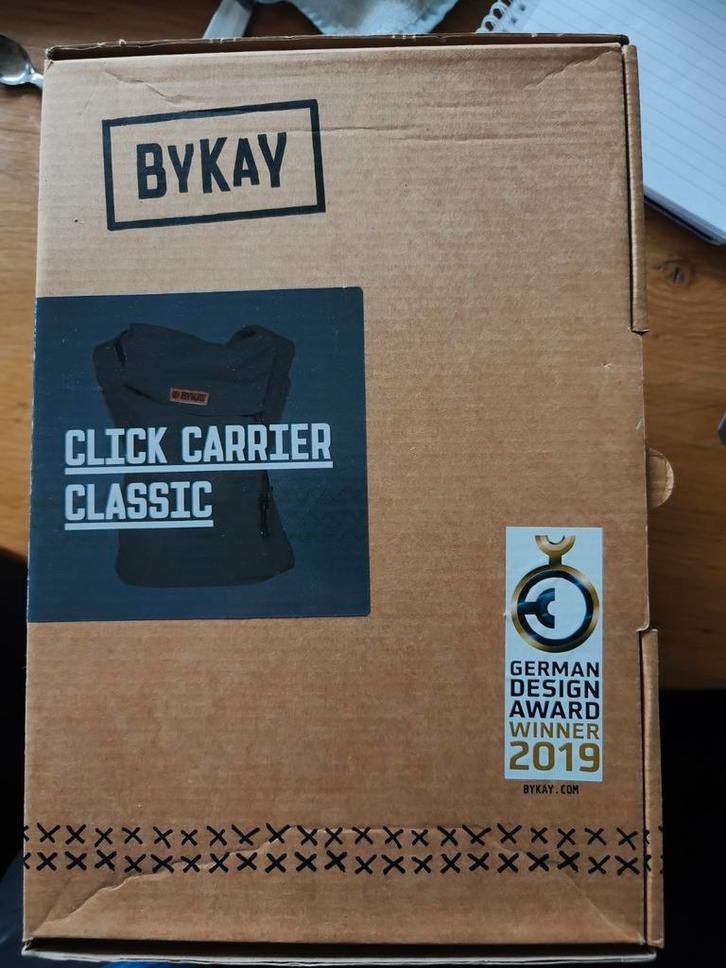 BYKAY
BYKAY
CLICK CARRIER
CLASSIC
GERMAN
DESIGN
AWARD
WINNER
2019
BYKAY.COM